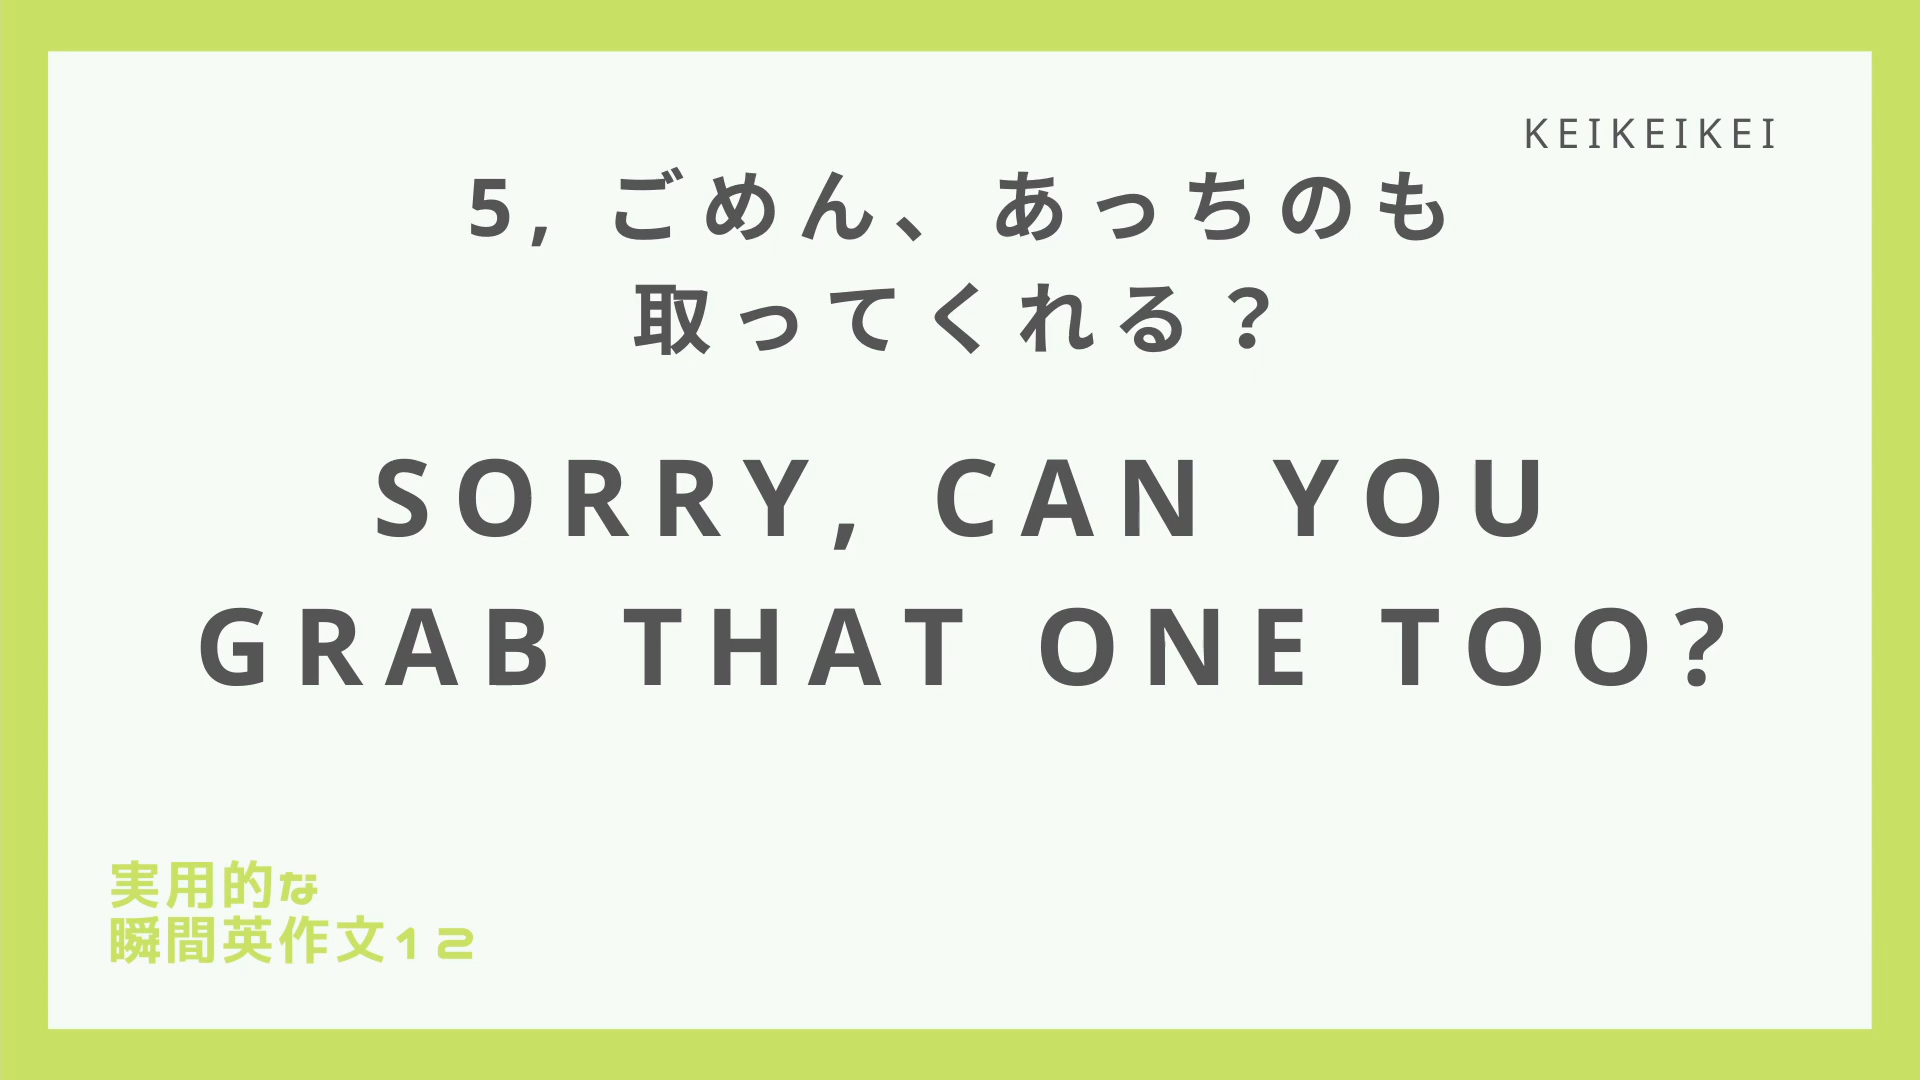 KEIKEIKEI
5, ごめん、あっちのも
取ってくれる？
SORRY, CAN YOU
GRAB THAT ONE TOO?
実用的な
瞬間英作文12